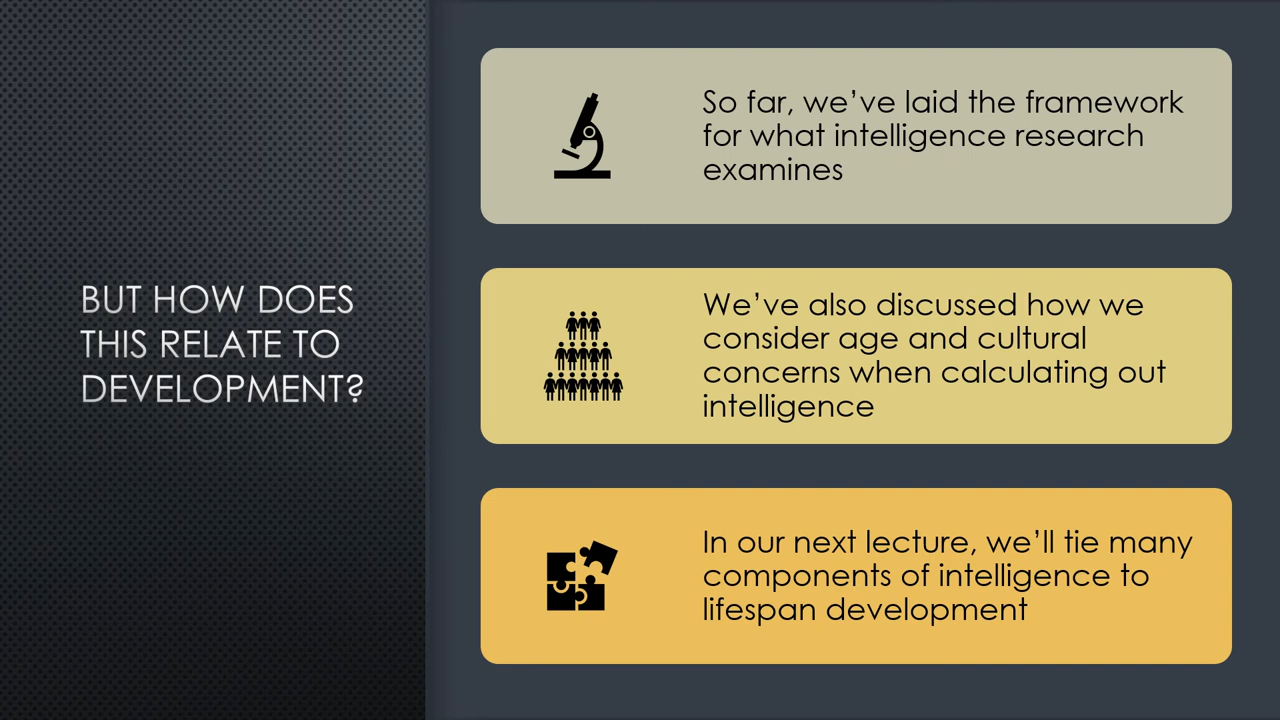 BUT HOW DOES
THIS RELATE TO
DEVELOPMENT?
So far, we’ve laid the framework
for what intelligence research
examines
We’ve also discussed how we
consider age and cultural
concerns when calculating out
intelligence
In our next lecture, we’ll tie many
components of intelligence to
lifespan development